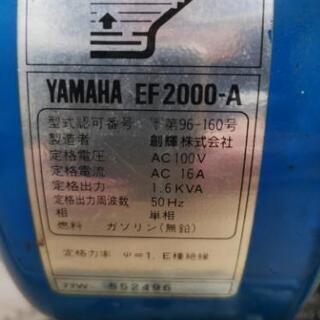 YAMAHA EF2000-A
型式認可番号 〒第96-160号
製造者 創輝株式会社
定格電圧 AC 100V
定格電流 AC 16A
定格出力 1.6KVA
定格出力周波数 50Hz
相 単相
燃料 ガソリン(無鉛)
定格力率 φ=1. E種絶縁
552496